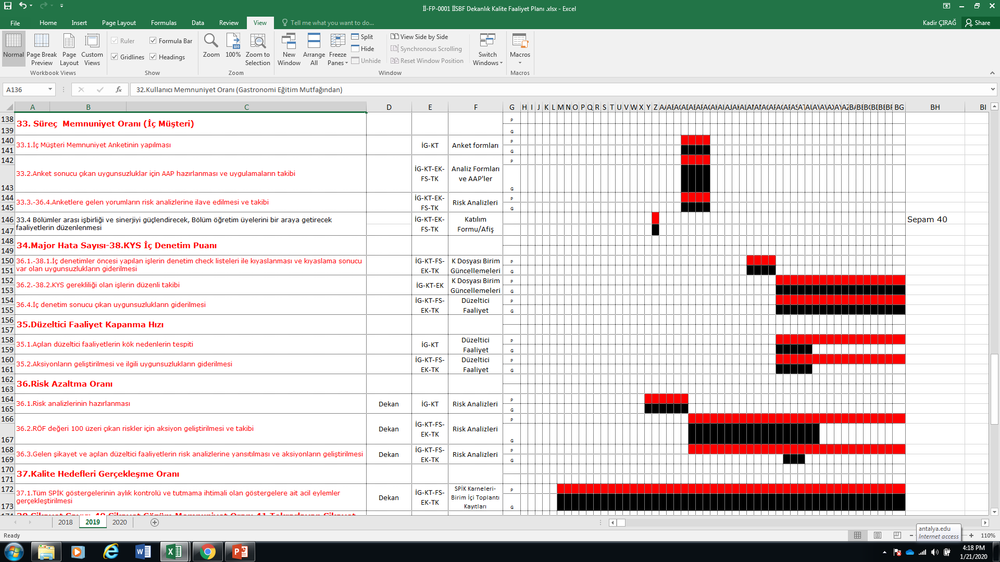 İİ-FP-0001 İİSBF Dekanlık Kalite Faaliyet Planı .xlsx - Excel
File Home Insert Page Layout Formulas Data Review View Tell me what you want to do... Kadir ÇIRAĞ Share
Normal Page Break Preview Page Layout Custom Views
Workbook Views
Ruler Formula Bar
Gridlines Headings
Show
Zoom 100% Zoom to Selection
Zoom
New Window Arrange All Freeze Panes
Split
Hide
Unhide
View Side by Side
Synchronous Scrolling
Reset Window Position
Window
Switch Windows
Macros
Macros
A136 fx 32.Kullanıcı Memnuniyet Oranı (Gastronomi Eğitim Mutfağından)
A B C D E F G H I J K L M N O P Q R S T U V W X Y Z BG BH BI
138 33. Süreç Memnuniyet Oranı (İç Müşteri) P
139 G
140 33.1.İç Müşteri Memnuniyet Anketinin yapılması İG-KT Anket formları P
141 G
142 P
33.2.Anket sonucu çıkan uygunsuzluklar için AAP hazırlanması ve uygulamaların takibi İG-KT-EK-FS-TK Analiz Formları ve AAP'ler
143 G
144 33.3.-36.4.Anketlere gelen yorumların risk analizlerine ilave edilmesi ve takibi İG-KT-EK-FS-TK Risk Analizleri P
145 G
146 33.4 Bölümler arası işbirliği ve sinerjiyi güçlendirecek, Bölüm öğretim üyelerini bir araya getirecek İG-KT-EK- Katılım Sepam 40
147 faaliyetlerin düzenlenmesi FS-TK Formu/Afiş
148 34.Major Hata Sayısı-38.KYS İç Denetim Puanı
149
150 36.1.-38.1.İç denetimler öncesi yapılan işlerin denetim check listeleri ile kıyaslanması ve kıyaslama sonucu İG-KT-FS- K Dosyası Birim P
151 var olan uygunsuzlukların giderilmesi EK-TK Güncellemeleri G
152 36.2.-38.2.KYS gerekliliği olan işlerin düzenli takibi İG-KT-EK K Dosyası Birim P
153 Güncellemeleri G
154 36.4.İç denetim sonucu çıkan uygunsuzlukların giderilmesi İG-KT-FS- Düzeltici P
155 EK-TK Faaliyet G
156 35.Düzeltici Faaliyet Kapanma Hızı
157
158 35.1.Açılan düzeltici faaliyetlerin kök nedenlerin tespiti İG-KT Düzeltici P
159 Faaliyet G
160 35.2.Aksiyonların geliştirilmesi ve ilgili uygunsuzlukların giderilmesi İG-KT-FS- Düzeltici P
161 EK-TK Faaliyet G
162 36.Risk Azaltma Oranı
163
164 36.1.Risk analizlerinin hazırlanması Dekan İG-KT Risk Analizleri P
165 G
166 P
36.2.RÖF değeri 100 üzeri çıkan riskler için aksiyon geliştirilmesi ve takibi Dekan İG-KT-FS-EK-TK Risk Analizleri
167 G
168 36.3.Gelen şikayet ve açılan düzeltici faaliyetlerin risk analizlerine yansıtılması ve aksiyonların geliştirilmesi Dekan İG-KT-FS-EK-TK Risk Analizleri P
169 G
170 37.Kalite Hedefleri Gerçekleşme Oranı
171
172 37.1.Tüm SPİK göstergelerinin aylık kontrolü ve tutmama ihtimali olan göstergelere ait acil eylemler Dekan İG-KT-FS- SPİK Karneleri- P
gerçekleştirilmesi EK-TK Birim İçi Toplantı
173 Kayıtları G
2018 2019 2020
Ready 110%
antalya.edu
Internet access
4:18 PM
1/21/2020